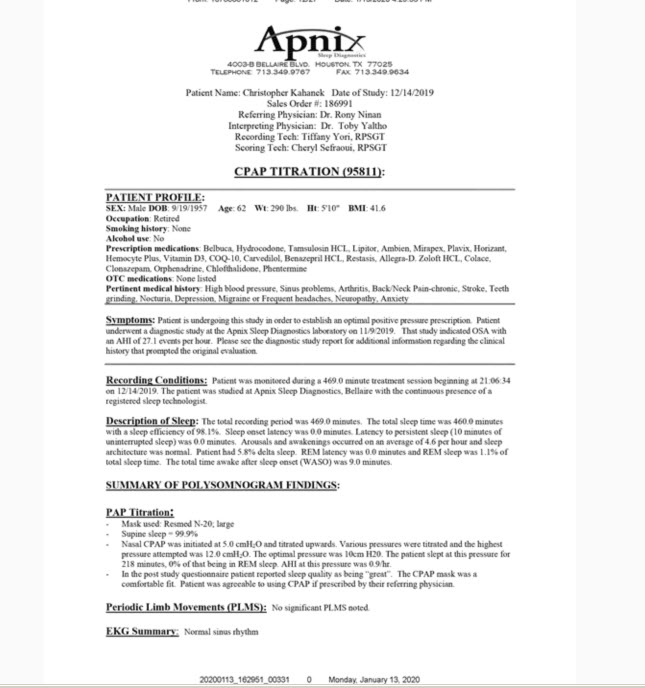 Apnix
Sleep Diagnostics
4003-B BELLAIRE BLVD. HOUSTON, TX 77025
TELEPHONE: 713.349.9767 FAX: 713.349.9634
Patient Name: Christopher Kahanek Date of Study: 12/14/2019
Sales Order #: 186991
Referring Physician: Dr. Rony Ninan
Interpreting Physician: Dr. Toby Yaltho
Recording Tech: Tiffany Yori, RPSGT
Scoring Tech: Cheryl Sefraoui, RPSGT
CPAP TITRATION (95811):
PATIENT PROFILE:
SEX: Male DOB: 9/19/1957 Age: 62 Wt: 290 lbs. Ht: 5'10" BMI: 41.6
Occupation: Retired
Smoking history: None
Alcohol use: No
Prescription medications: Belbuca, Hydrocodone, Tamsulosin HCL, Lipitor, Ambien, Mirapex, Plavix, Horizant,
Hemocyte Plus, Vitamin D3, COQ-10, Carvedilol, Benazepril HCL, Restasis, Allegra-D, Zoloft HCL, Colace,
Clonazepam, Orphenadrine, Chlofthalidone, Phentermine
OTC medications: None listed
Pertinent medical history: High blood pressure, Sinus problems, Arthritis, Back/Neck Pain-chronic, Stroke, Teeth
grinding, Nocturia, Depression, Migraine or Frequent headaches, Neuropathy, Anxiety
Symptoms: Patient is undergoing this study in order to establish an optimal positive pressure prescription. Patient
underwent a diagnostic study at the Apnix Sleep Diagnostics laboratory on 11/9/2019. That study indicated OSA with
an AHI of 27.1 events per hour. Please see the diagnostic study report for additional information regarding the clinical
history that prompted the original evaluation.
Recording Conditions: Patient was monitored during a 469.0 minute treatment session beginning at 21:06:34
on 12/14/2019. The patient was studied at Apnix Sleep Diagnostics, Bellaire with the continuous presence of a
registered sleep technologist.
Description of Sleep: The total recording period was 469.0 minutes. The total sleep time was 460.0 minutes
with a sleep efficiency of 98.1%. Sleep onset latency was 0.0 minutes. Latency to persistent sleep (10 minutes of
uninterrupted sleep) was 0.0 minutes. Arousals and awakenings occurred on an average of 4.6 per hour and sleep
architecture was normal. Patient had 5.8% delta sleep. REM latency was 0.0 minutes and REM sleep was 1.1% of
total sleep time. The total time awake after sleep onset (WASO) was 9.0 minutes.
SUMMARY OF POLYSOMNOGRAM FINDINGS:
PAP Titration:
- Mask used: Resmed N-20; large
- Supine sleep = 99.9%
- Nasal CPAP was initiated at 5.0 cmH₂O and titrated upwards. Various pressures were titrated and the highest
pressure attempted was 12.0 cmH₂O. The optimal pressure was 10cm H20. The patient slept at this pressure for
218 minutes, 0% of that being in REM sleep. AHI at this pressure was 0.9/hr.
- In the post study questionnaire patient reported sleep quality as being "great". The CPAP mask was a
comfortable fit. Patient was agreeable to using CPAP if prescribed by their referring physician.
Periodic Limb Movements (PLMS): No significant PLMS noted.
EKG Summary: Normal sinus rhythm
20200113_162951_00331 0 Monday, January 13, 2020